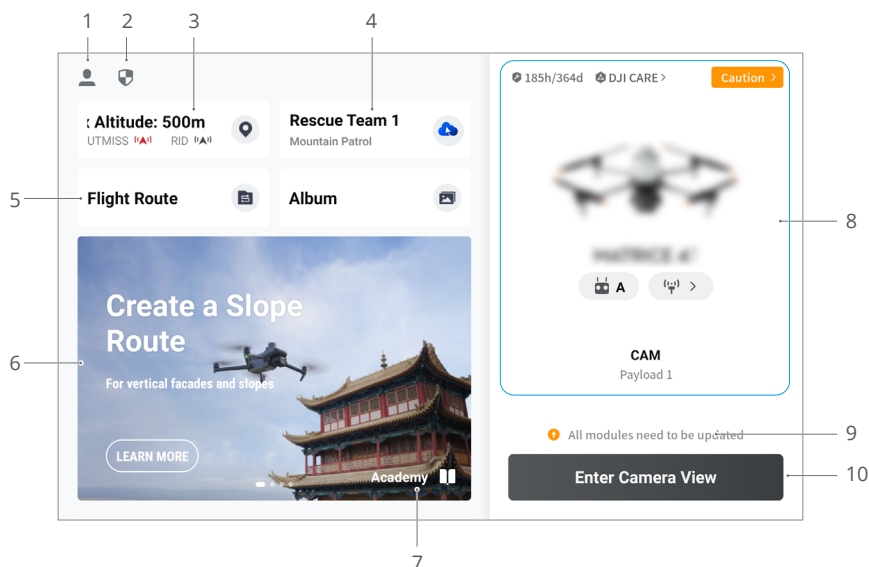 1
2
3
4
185h/364d
DJI CARE >
Caution >
Altitude: 500m
UTMISS
RID
Rescue Team 1
Mountain Patrol
5
Flight Route
Album
8
A
>
Create a Slope
Route
6
For vertical facades and slopes
CAM
Payload 1
LEARN MORE
All modules need to be updated
9
Academy
Enter Camera View
10
7